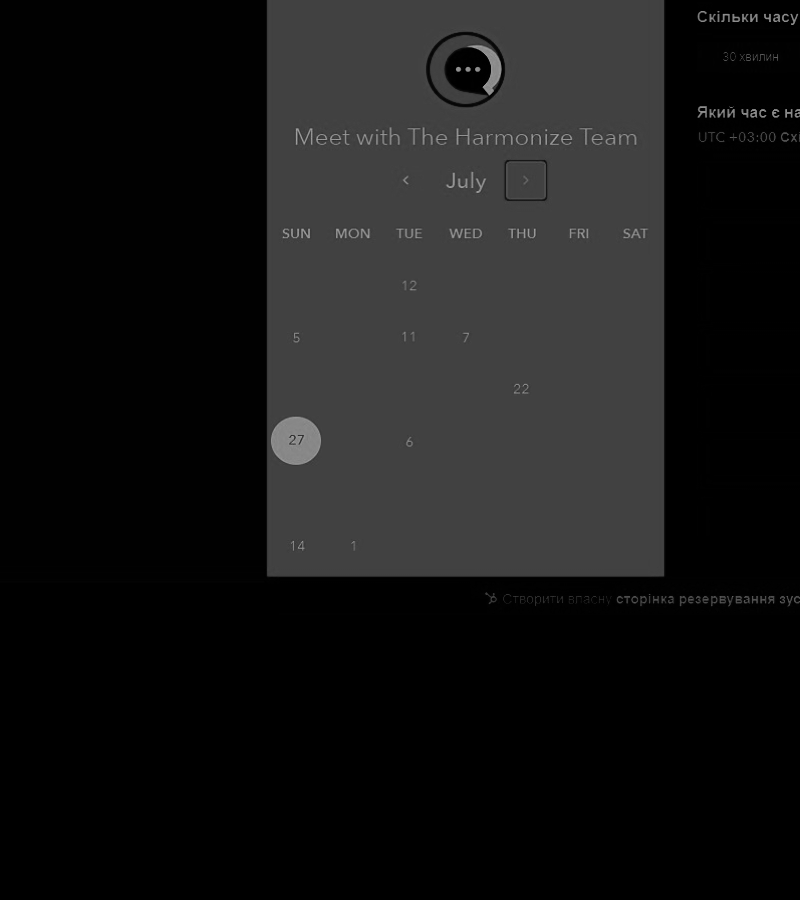 Скільки часу
30 хвилин
Meet with The Harmonize Team
Який час є на
UTC +03:00 Схі
July
SUN MON TUE WED THU FRI SAT
12
5 11 7
22
27 6
14 1
Створити власну сторінка резервування зус